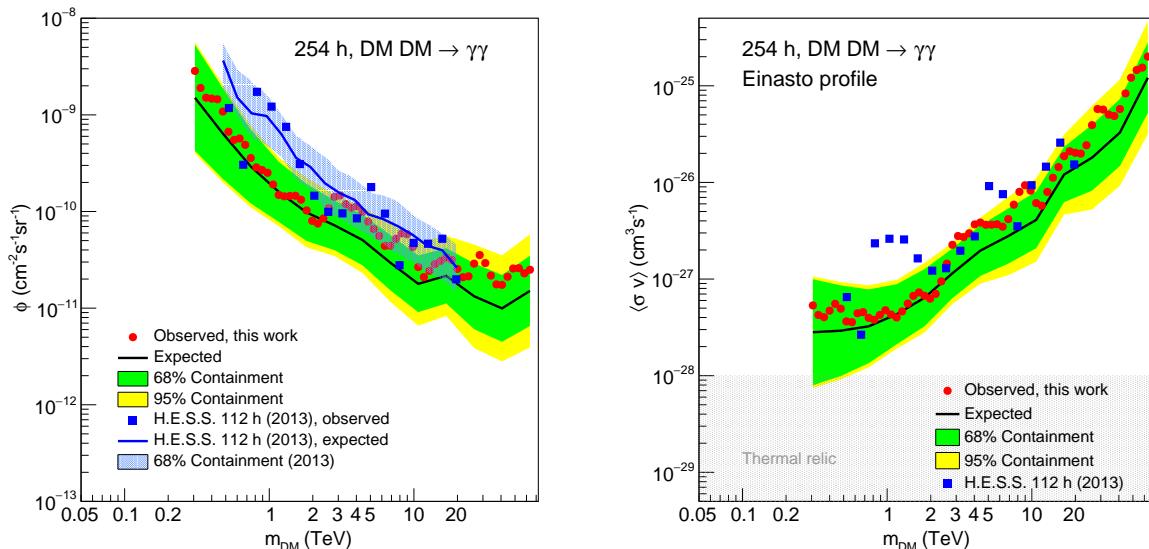 254 h, DM DM → γγ
ϕ (cm⁻²s⁻¹sr⁻¹)
10⁻⁸
10⁻⁹
10⁻¹⁰
10⁻¹¹
10⁻¹²
10⁻¹³
Observed, this work
Expected
68% Containment
95% Containment
H.E.S.S. 112 h (2013), observed
H.E.S.S. 112 h (2013), expected
68% Containment (2013)
0.05 0.1 0.2 1 2 3 4 5 10 20
m_DM (TeV)
254 h, DM DM → γγ
Einasto profile
⟨σ v⟩ (cm³s⁻¹)
10⁻²⁵
10⁻²⁶
10⁻²⁷
10⁻²⁸
10⁻²⁹
Thermal relic
Observed, this work
Expected
68% Containment
95% Containment
H.E.S.S. 112 h (2013)
0.05 0.1 0.2 1 2 3 4 5 10 20
m_DM (TeV)